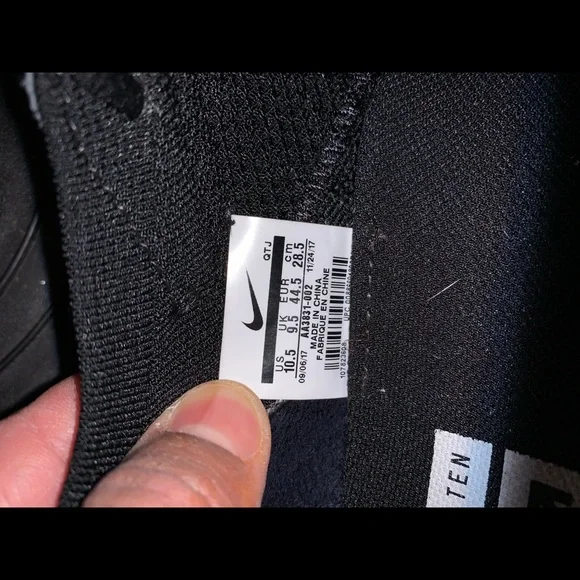 QTJ
US UK EUR cm
10.5 9.5 44.5 28.5
09/06/17 AA3831-002 11/24/17
MADE IN CHINA
FABRIQUE EN CHINE
TEN